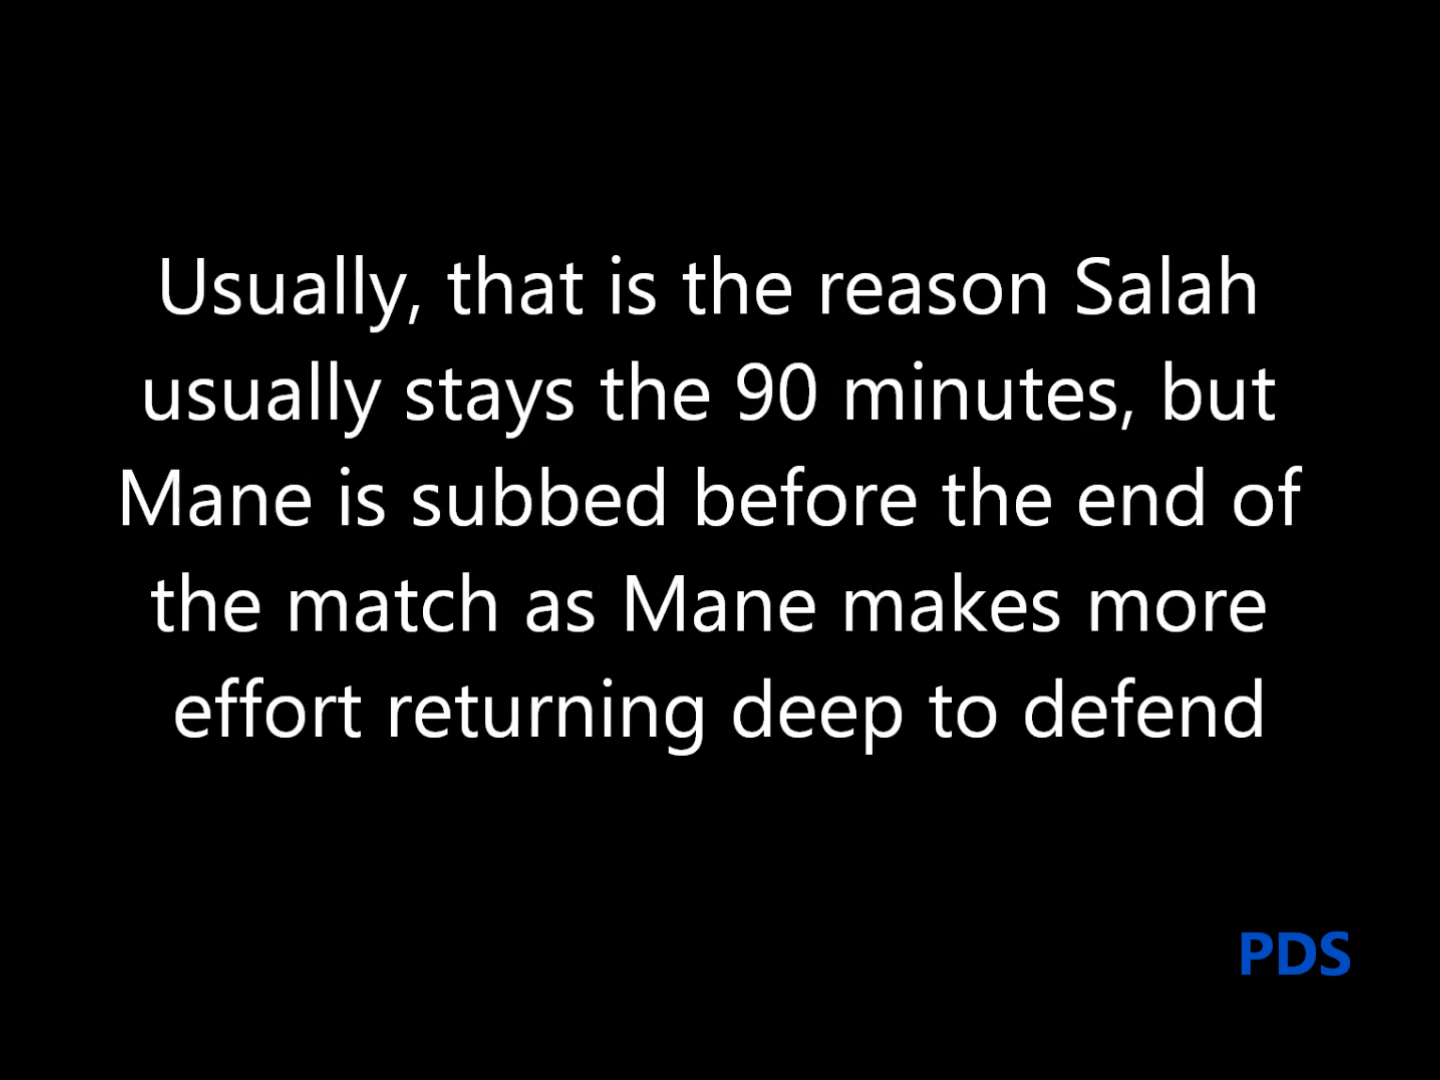 Usually, that is the reason Salah
usually stays the 90 minutes, but
Mane is subbed before the end of
the match as Mane makes more
effort returning deep to defend
PDS